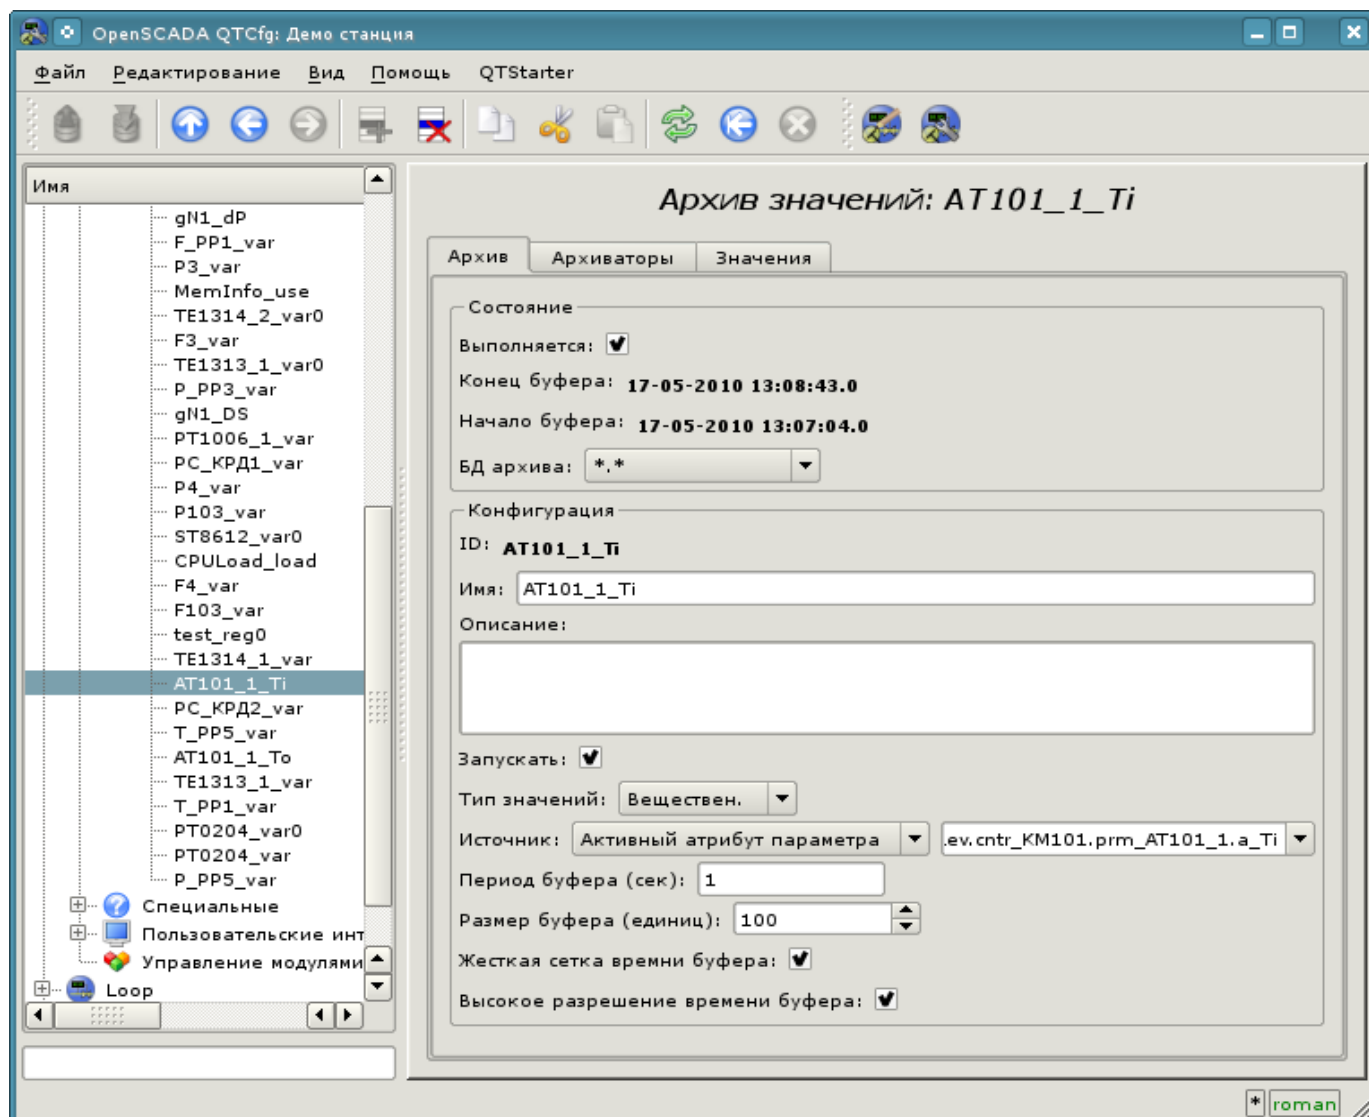 OpenSCADA QTCfg: Демо станция
Файл Редактирование Вид Помощь QTStarter
Имя
gN1_dP
F_PP1_var
P3_var
MemInfo_use
TE1314_2_var0
F3_var
TE1313_1_var0
P_PP3_var
gN1_DS
PT1006_1_var
PC_КРД1_var
P4_var
P103_var
ST8612_var0
CPULoad_load
F4_var
F103_var
test_reg0
TE1314_1_var
AT101_1_Ti
PC_КРД2_var
T_PP5_var
AT101_1_To
TE1313_1_var
T_PP1_var
PT0204_var0
PT0204_var
P_PP5_var
Специальные
Пользовательские инт
Управление модулями
Loop
Архив значений: AT101_1_Ti
Архив Архиваторы Значения
Состояние
Выполняется:
Конец буфера: 17-05-2010 13:08:43.0
Начало буфера: 17-05-2010 13:07:04.0
БД архива: *.*
Конфигурация
ID: AT101_1_Ti
Имя: AT101_1_Ti
Описание:
Запускать:
Тип значений: Веществен.
Источник: Активный атрибут параметра .ev.cntr_KM101.prm_AT101_1.a_Ti
Период буфера (сек): 1
Размер буфера (единиц): 100
Жесткая сетка времни буфера:
Высокое разрешение времени буфера:
* roman